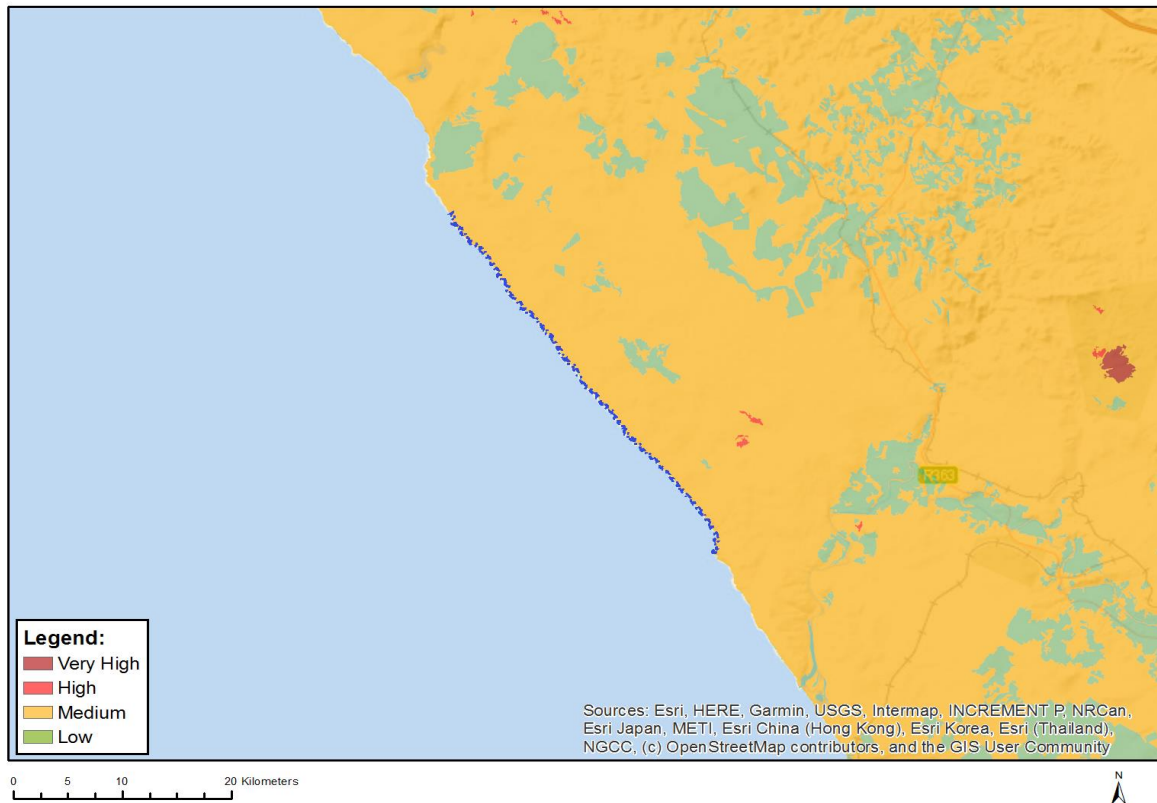 R363
Legend:
Very High
High
Medium
Low
Sources: Esri, HERE, Garmin, USGS, Intermap, INCREMENT P, NRCan,
Esri Japan, METI, Esri China (Hong Kong), Esri Korea, Esri (Thailand),
NGCC, (c) OpenStreetMap contributors, and the GIS User Community
0 5 10 20 Kilometers
N